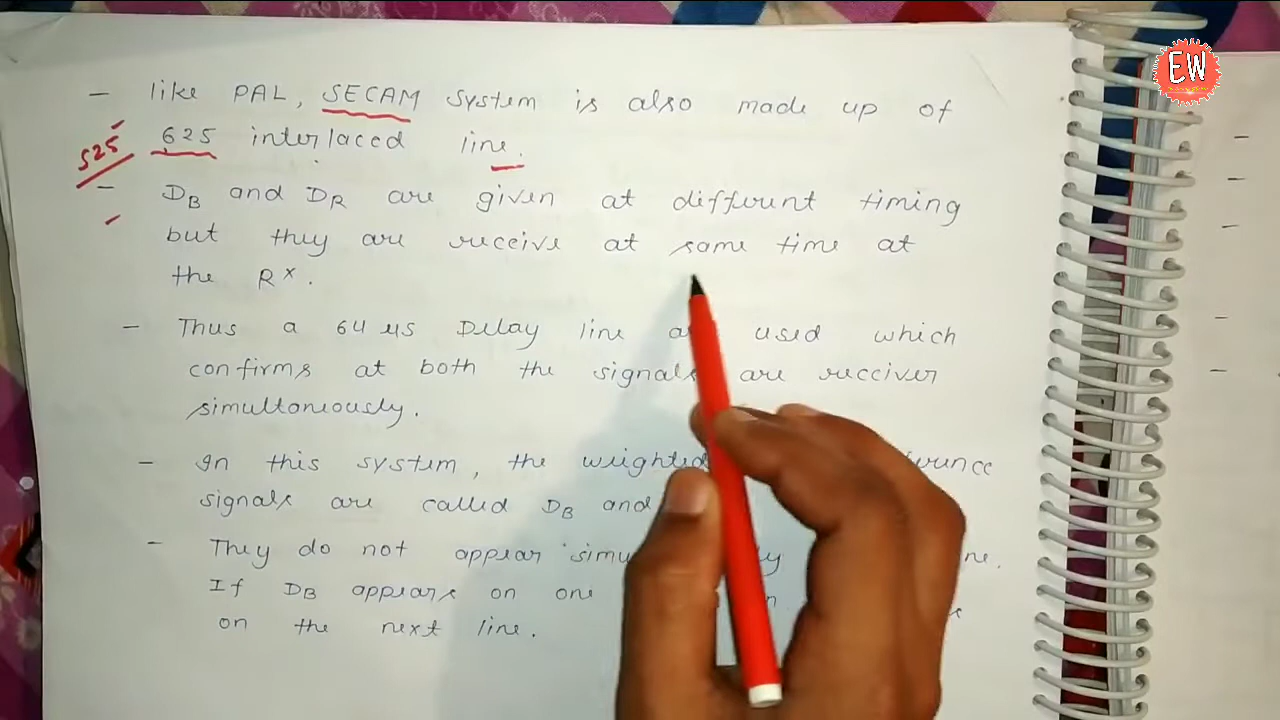 EW
- like PAL, SECAM system is also made up of
525 625 interlaced line.
- DB and DR are given at different timing
but they are receive at same time at
the Rx.
- Thus a 64 us Delay line are used which
confirms at both the signals are receiver
simultaneously.
- In this system, the weighted
signals are called DB and
- They do not appear
If DB appears on one
on the next line.